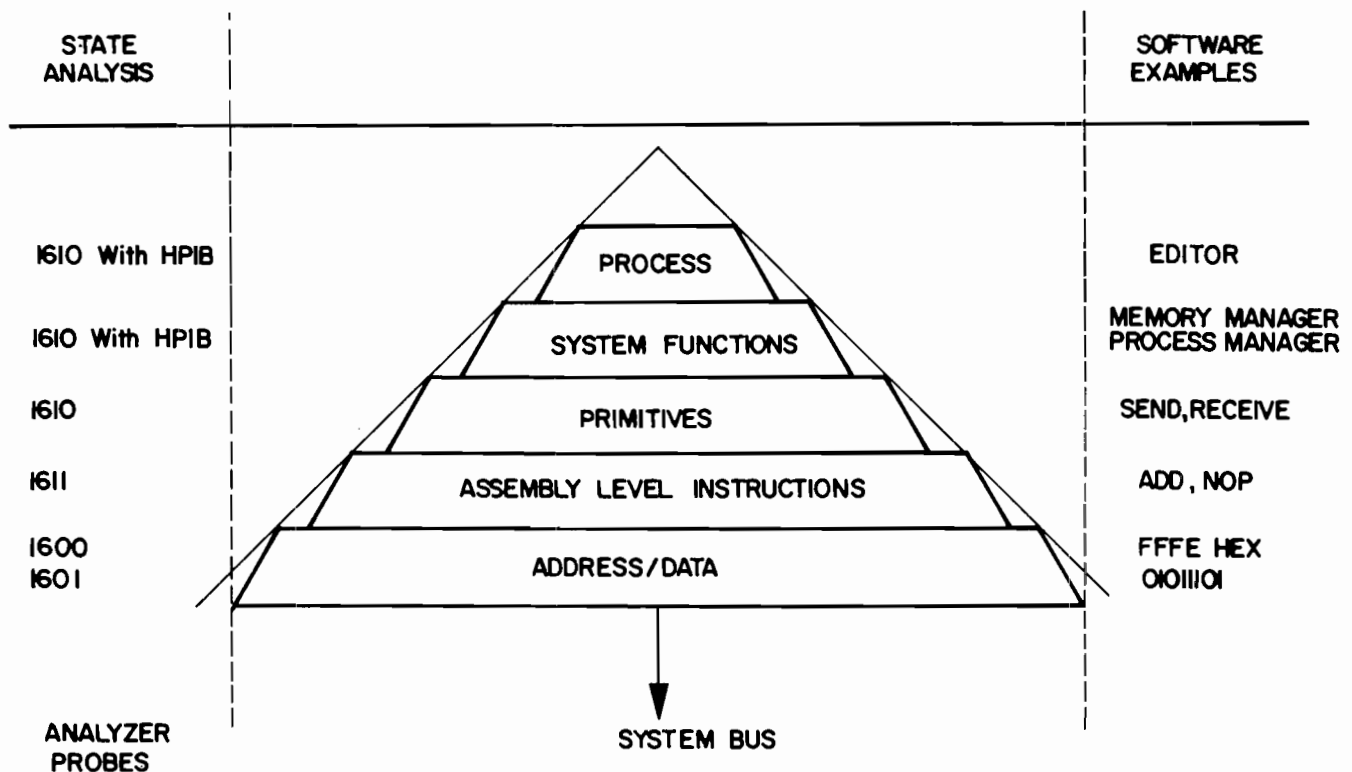 STATE
ANALYSIS
SOFTWARE
EXAMPLES
1610 With HPIB
PROCESS
EDITOR
1610 With HPIB
SYSTEM FUNCTIONS
MEMORY MANAGER
PROCESS MANAGER
1610
PRIMITIVES
SEND, RECEIVE
1611
ASSEMBLY LEVEL INSTRUCTIONS
ADD, NOP
1600
1601
ADDRESS/DATA
FFFE HEX
01011101
ANALYZER
PROBES
SYSTEM BUS